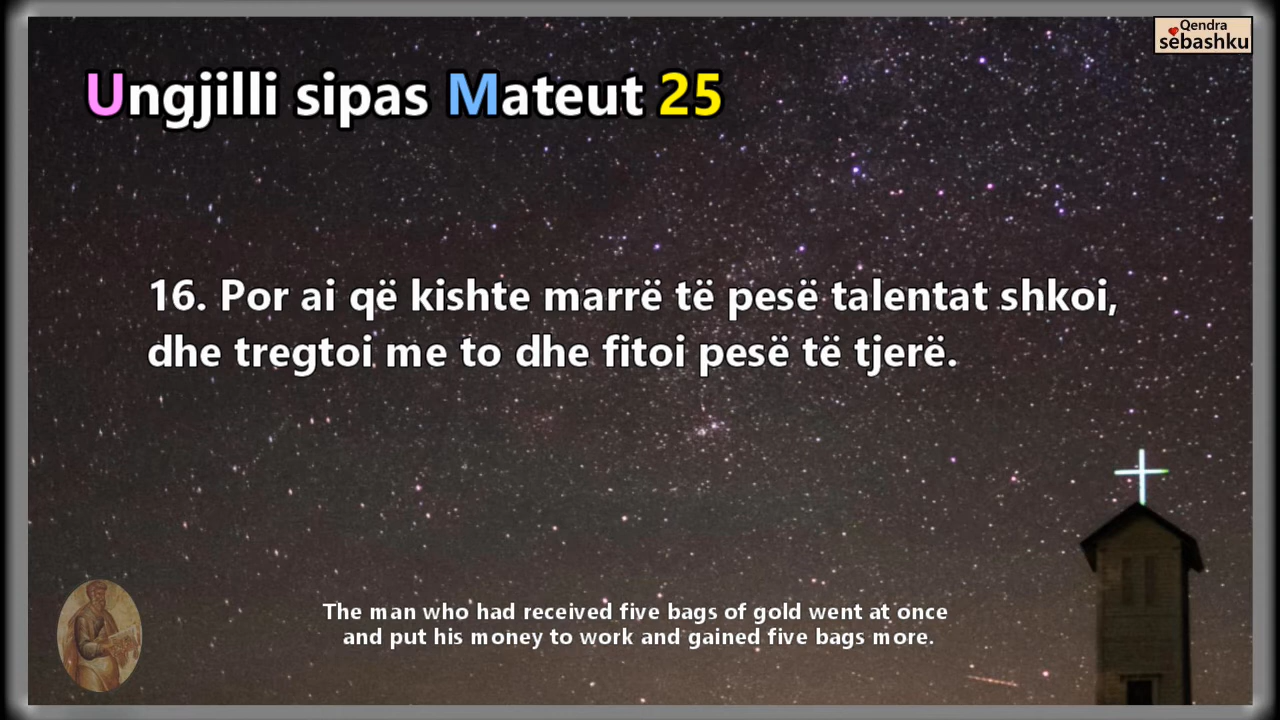 Qendra
sebashku
Ungjilli sipas Mateut 25
16. Por ai që kishte marrë të pesë talentat shkoi,
dhe tregtoi me to dhe fitoi pesë të tjerë.
The man who had received five bags of gold went at once
and put his money to work and gained five bags more.